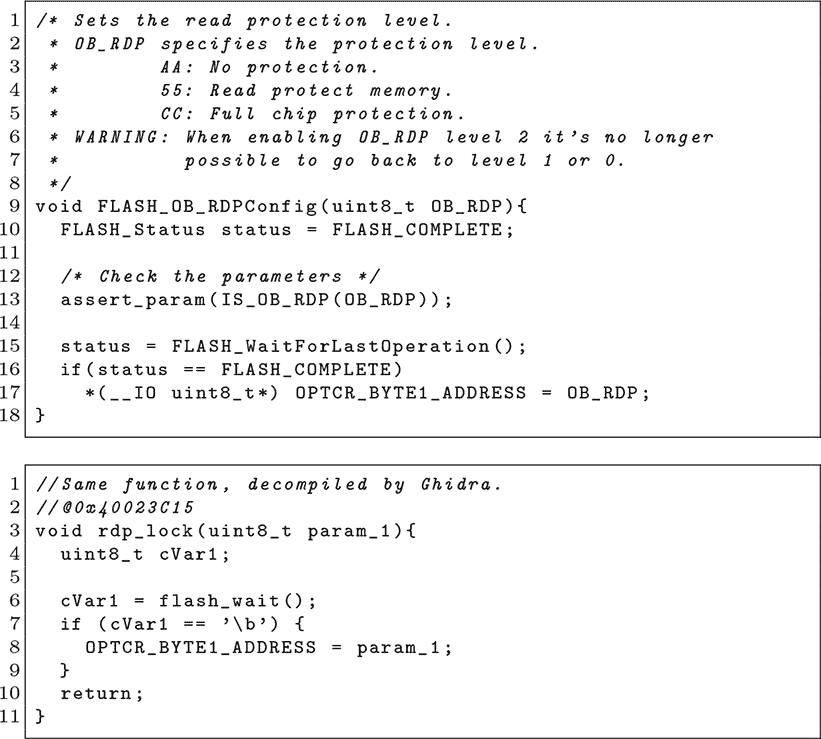 1 /* Sets the read protection level.
2  * OB_RDP specifies the protection level.
3  *        AA: No protection.
4  *        55: Read protect memory.
5  *        CC: Full chip protection.
6  * WARNING: When enabling OB_RDP level 2 it's no longer
7  *          possible to go back to level 1 or 0.
8  */
9 void FLASH_OB_RDPConfig(uint8_t OB_RDP){
10   FLASH_Status status = FLASH_COMPLETE;
11
12   /* Check the parameters */
13   assert_param(IS_OB_RDP(OB_RDP));
14
15   status = FLASH_WaitForLastOperation();
16   if(status == FLASH_COMPLETE)
17     *(__IO uint8_t*) OPTCR_BYTE1_ADDRESS = OB_RDP;
18 }
1 //Same function, decompiled by Ghidra.
2 //@0x40023C15
3 void rdp_lock(uint8_t param_1){
4   uint8_t cVar1;
5
6   cVar1 = flash_wait();
7   if (cVar1 == '\b') {
8     OPTCR_BYTE1_ADDRESS = param_1;
9   }
10   return;
11 }